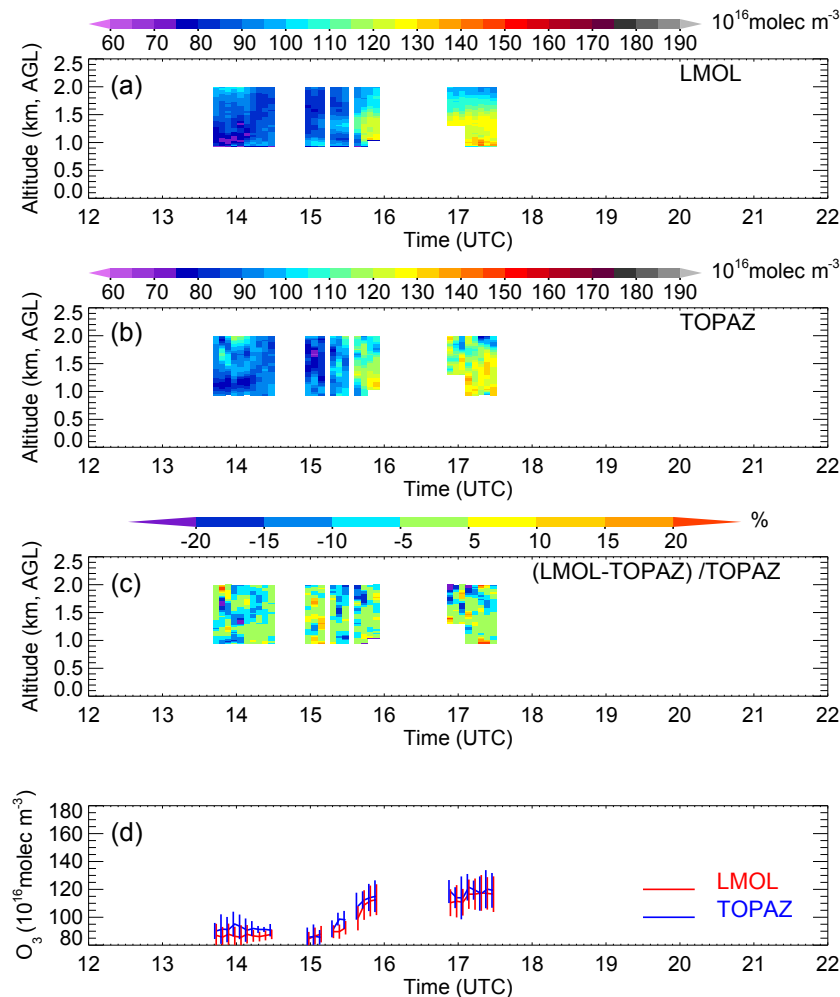 10^16 molec m^-3
60 70 80 90 100 110 120 130 140 150 160 170 180 190
(a) LMOL
2.5
2.0
1.5
1.0
0.5
0.0
Altitude (km, AGL)
12 13 14 15 16 17 18 19 20 21 22
Time (UTC)
10^16 molec m^-3
60 70 80 90 100 110 120 130 140 150 160 170 180 190
(b) TOPAZ
2.5
2.0
1.5
1.0
0.5
0.0
Altitude (km, AGL)
12 13 14 15 16 17 18 19 20 21 22
Time (UTC)
%
-20 -15 -10 -5 5 10 15 20
(c) (LMOL-TOPAZ) /TOPAZ
2.5
2.0
1.5
1.0
0.5
0.0
Altitude (km, AGL)
12 13 14 15 16 17 18 19 20 21 22
Time (UTC)
(d)
180
160
140
120
100
80
O3 (10^16 molec m^-3)
LMOL
TOPAZ
12 13 14 15 16 17 18 19 20 21 22
Time (UTC)